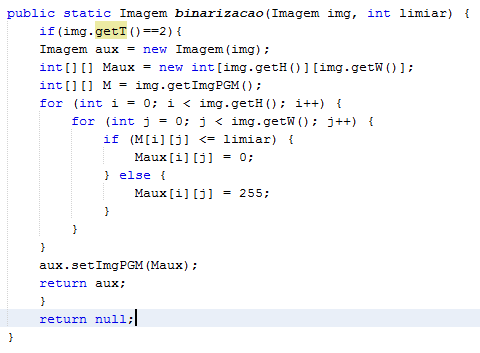 public static Imagem binarizacao(Imagem img, int limiar) {
if(img.getT()==2){
Imagem aux = new Imagem(img);
int[][] Maux = new int[img.getH()][img.getW()];
int[][] M = img.getImgPGM();
for (int i = 0; i < img.getH(); i++) {
for (int j = 0; j < img.getW(); j++) {
if (M[i][j] <= limiar) {
Maux[i][j] = 0;
} else {
Maux[i][j] = 255;
}
}
}
aux.setImgPGM(Maux);
return aux;
}
return null;
}